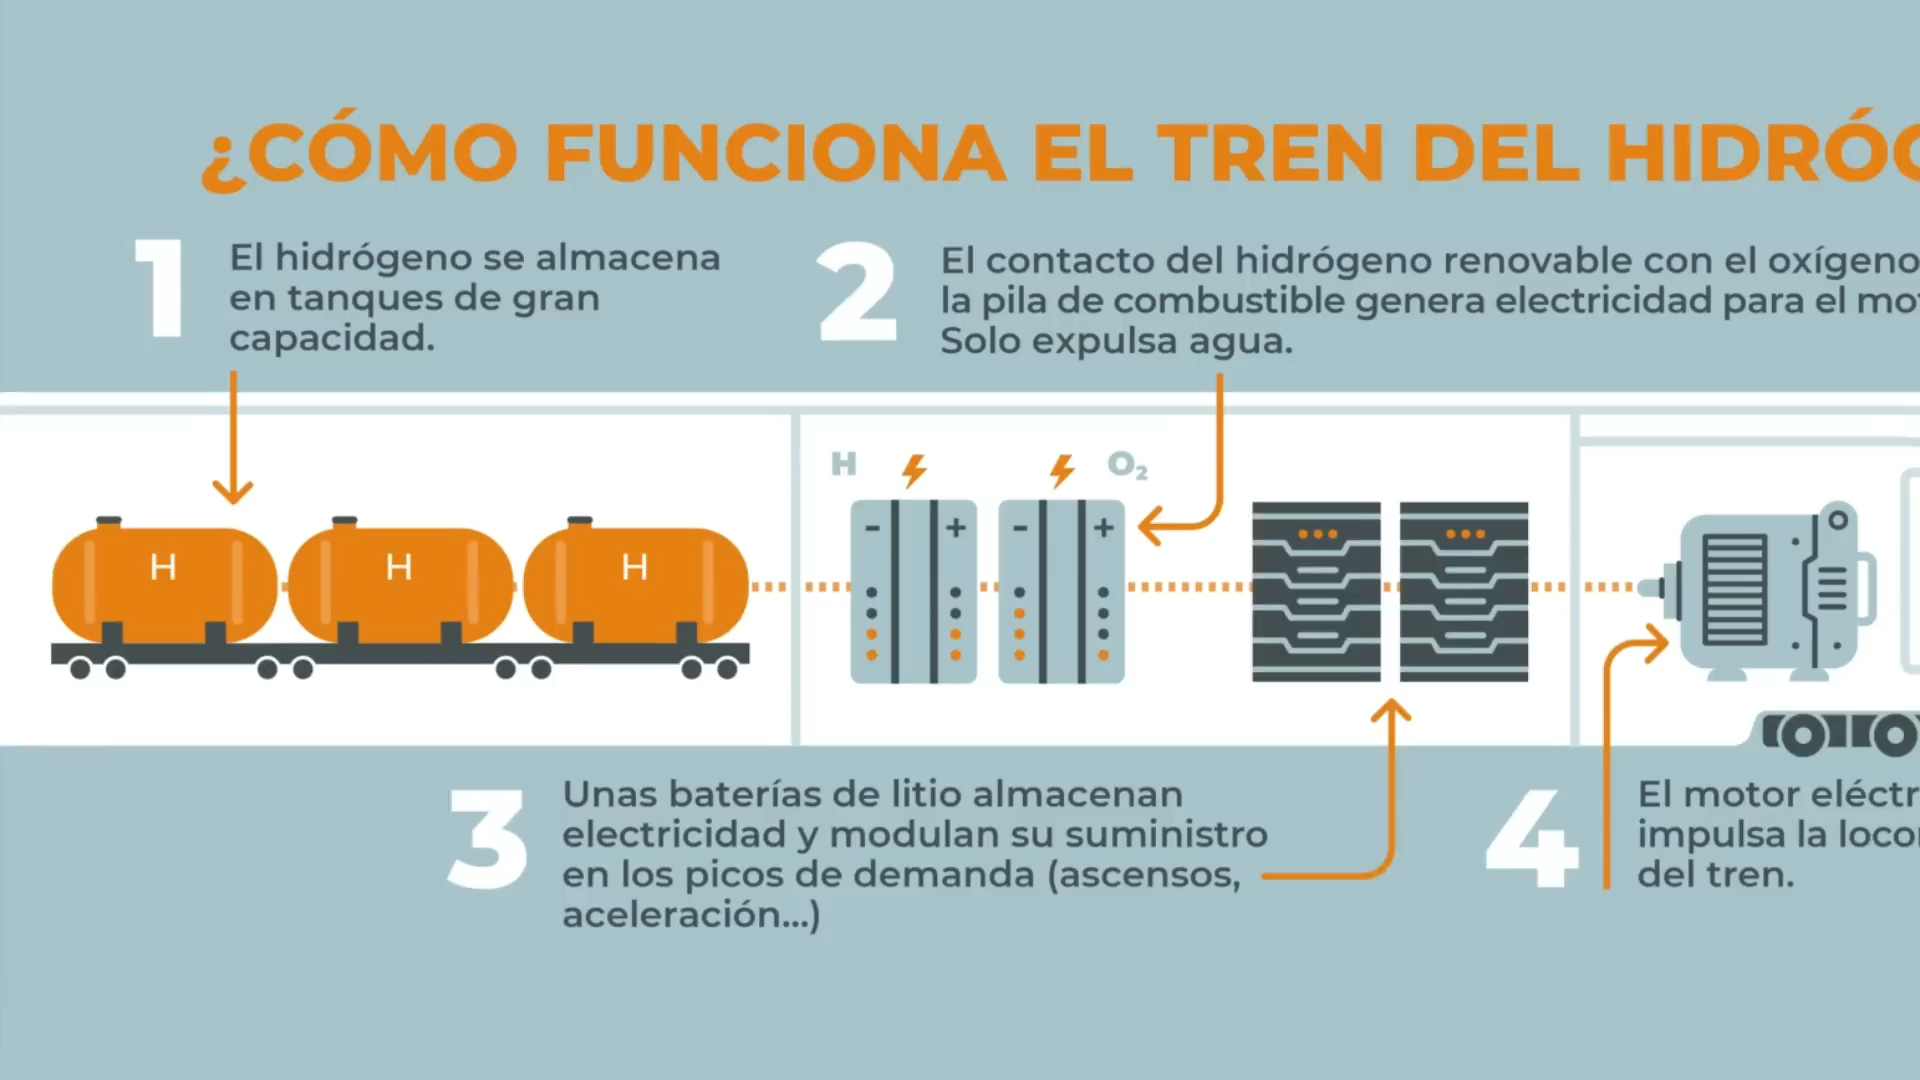 ¿CÓMO FUNCIONA EL TREN DEL HIDRÓG
1
El hidrógeno se almacena
en tanques de gran
capacidad.
2
El contacto del hidrógeno renovable con el oxígeno
la pila de combustible genera electricidad para el mot
Solo expulsa agua.
H
H
H
H
O₂
- +
- +
3
Unas baterías de litio almacenan
electricidad y modulan su suministro
en los picos de demanda (ascensos,
aceleración...)
4
El motor eléctr
impulsa la loco
del tren.